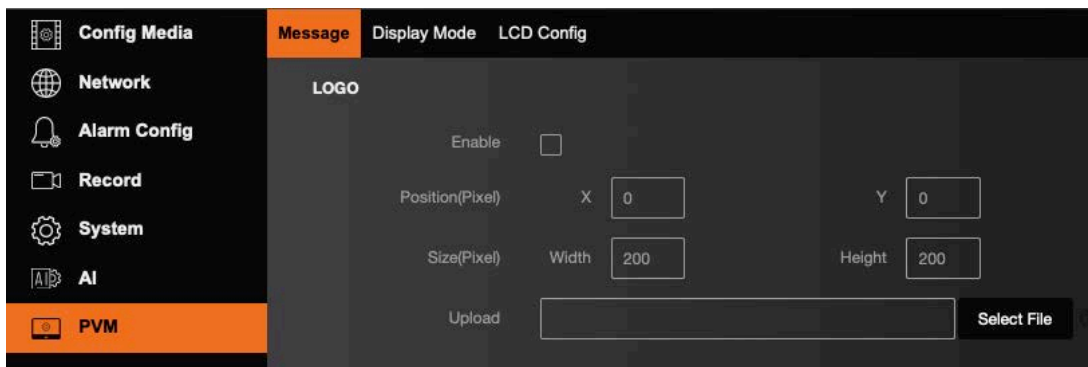 Config Media
Network
Alarm Config
Record
System
AI
PVM
Message Display Mode LCD Config
LOGO
Enable
Position(Pixel) X 0 Y 0
Size(Pixel) Width 200 Height 200
Upload Select File